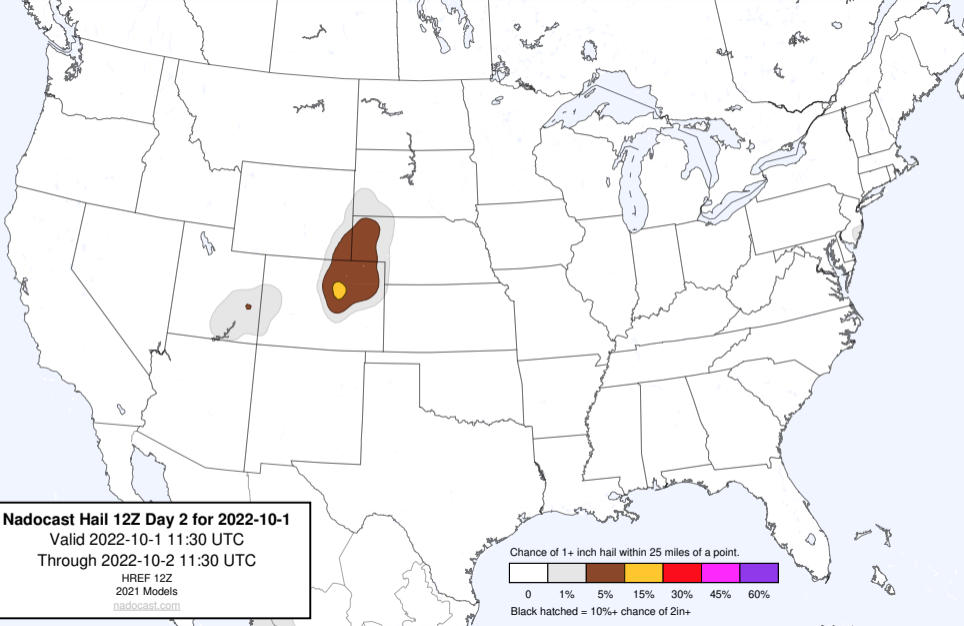 Nadocast Hail 12Z Day 2 for 2022-10-1
Valid 2022-10-1 11:30 UTC
Through 2022-10-2 11:30 UTC
HREF 12Z
2021 Models
nadocast.com
Chance of 1+ inch hail within 25 miles of a point.
0 1% 5% 15% 30% 45% 60%
Black hatched = 10%+ chance of 2in+